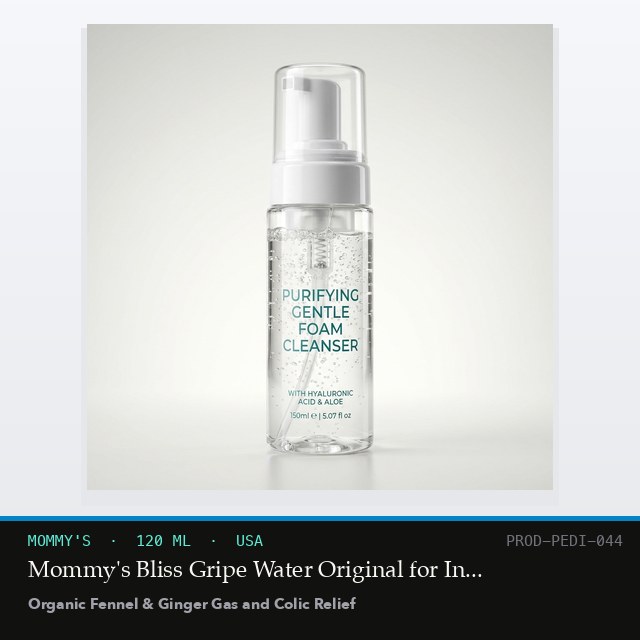 PURIFYING
GENTLE
FOAM
CLEANSER
WITH HYALURONIC
ACID & ALOE
150ml ℮ | 5.07 fl oz
MOMMY'S · 120 ML · USA
PROD–PEDI–044
Mommy's Bliss Gripe Water Original for In...
Organic Fennel & Ginger Gas and Colic Relief